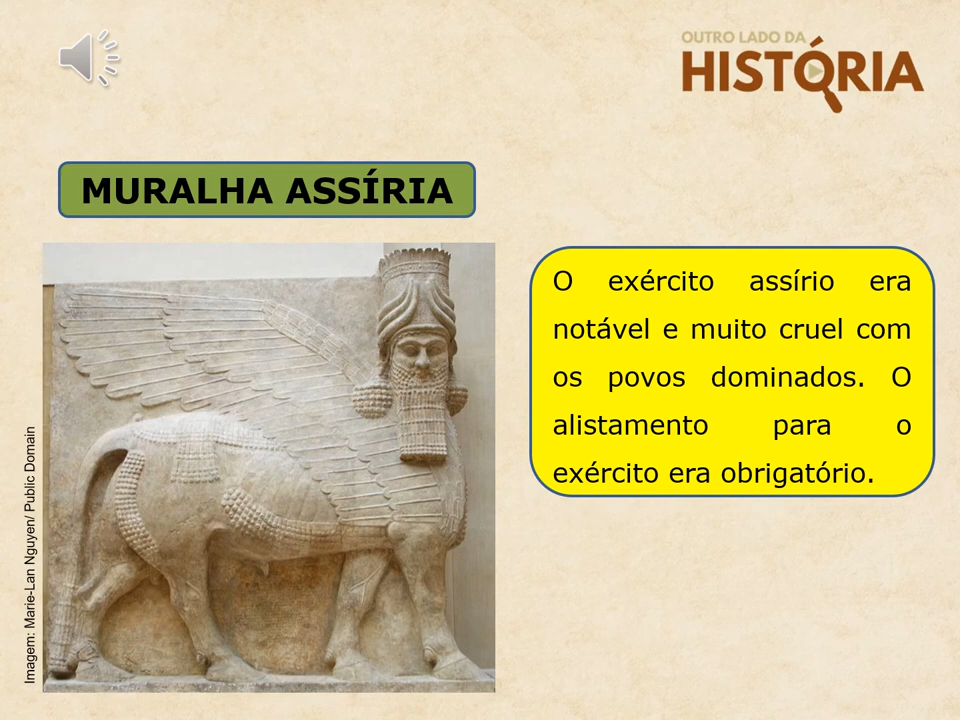 OUTRO LADO DA
HISTÓRIA
MURALHA ASSÍRIA
O exército assírio era
notável e muito cruel com
os povos dominados. O
alistamento para o
exército era obrigatório.
Imagem: Marie-Lan Nguyen/ Public Domain